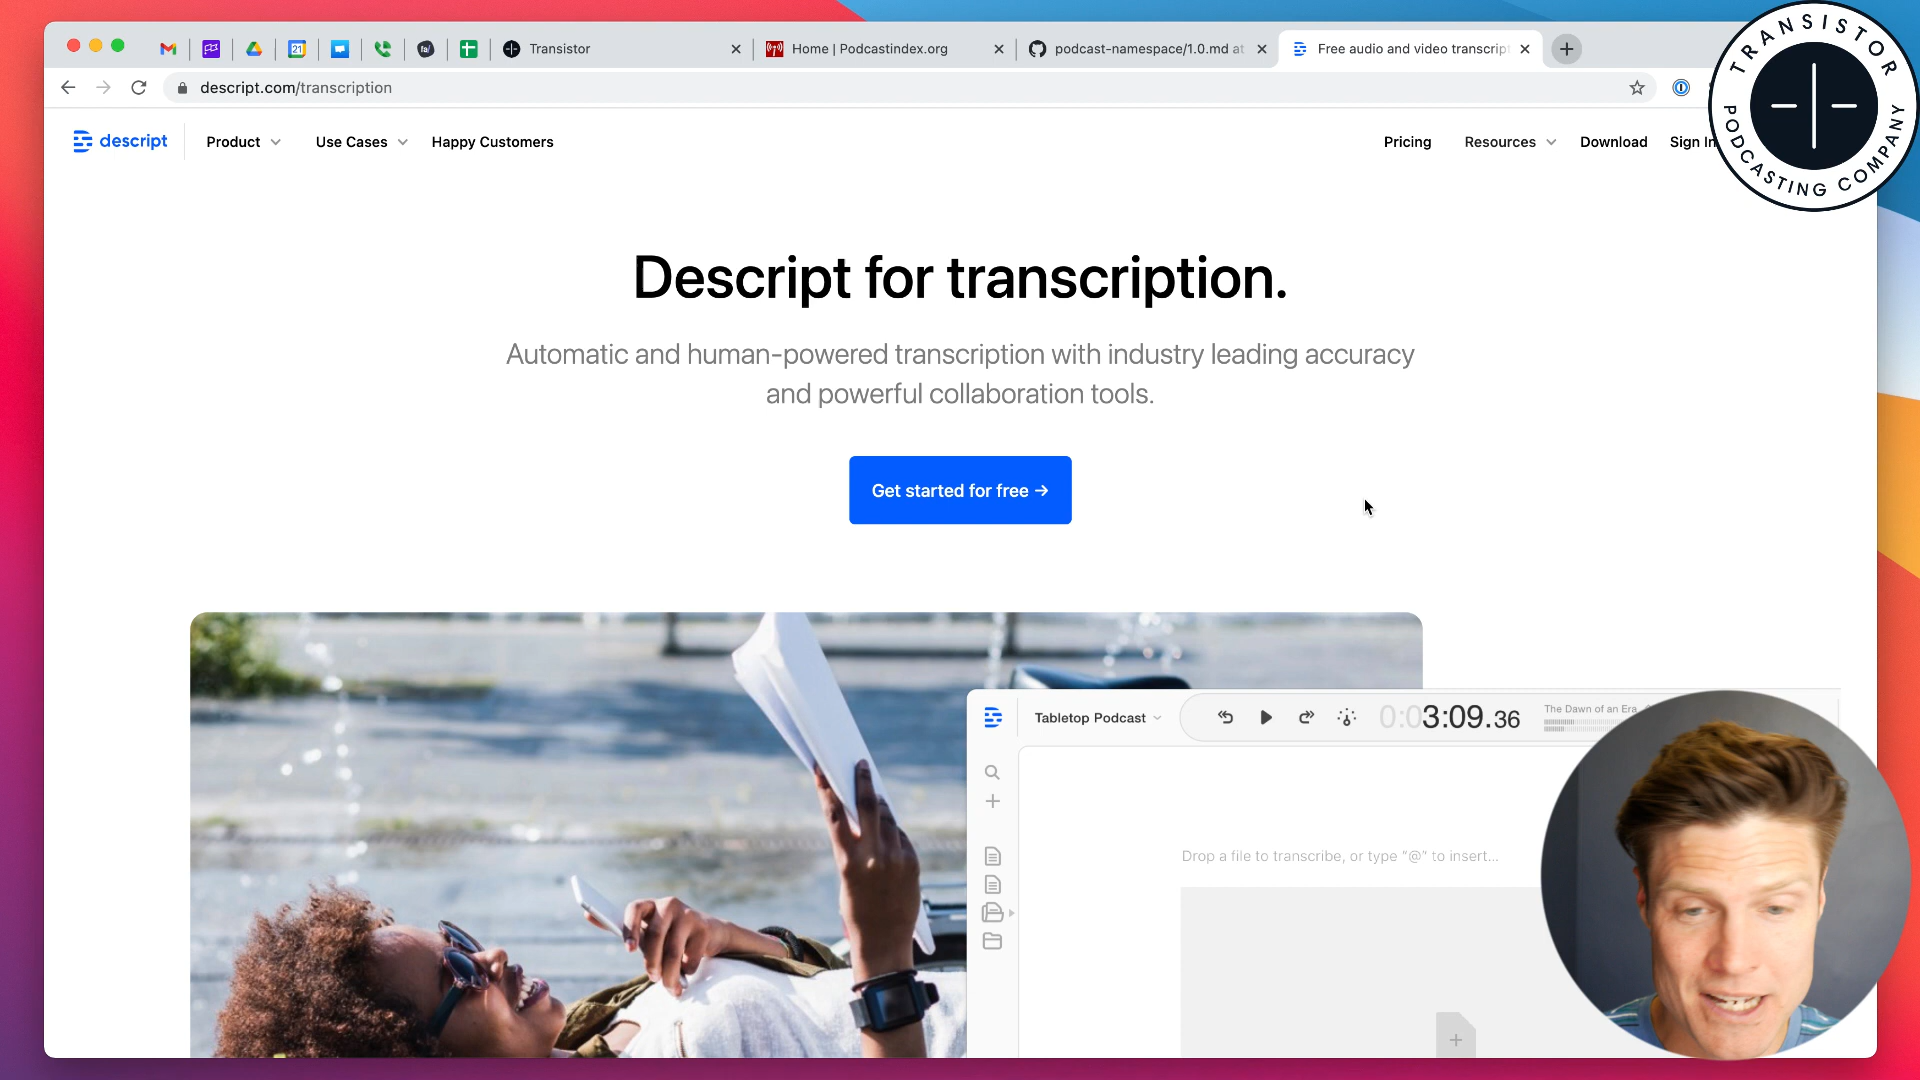 Transistor
Home | Podcastindex.org
podcast-namespace/1.0.md at
Free audio and video transcript
21
fa/
descript.com/transcription
TRANSISTOR
PODCASTING COMPANY
descript
Product
Use Cases
Happy Customers
Pricing
Resources
Download
Sign In
Descript for transcription.
Automatic and human-powered transcription with industry leading accuracy
and powerful collaboration tools.
Get started for free →
Tabletop Podcast
0:03:09.36
The Dawn of an Era
Drop a file to transcribe, or type “@” to insert...